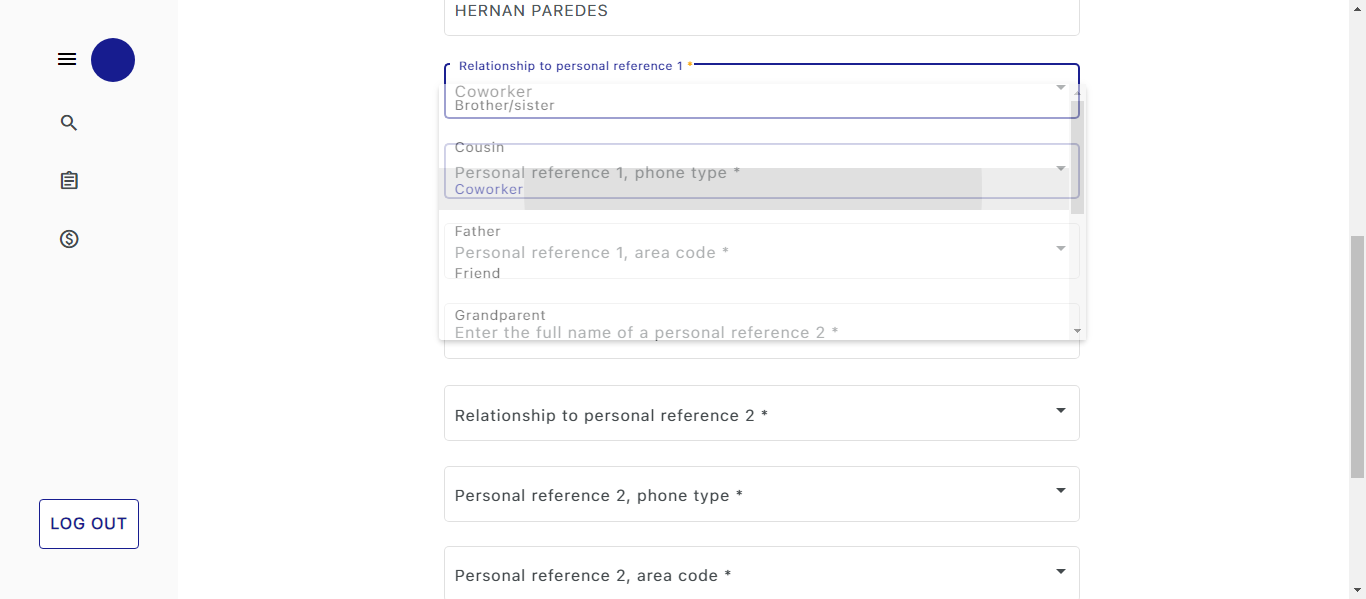 HERNAN PAREDES
Relationship to personal reference 1 *
Coworker
Brother/sister
Cousin
Personal reference 1, phone type *
Coworker
Father
Personal reference 1, area code *
Friend
Grandparent
Enter the full name of a personal reference 2 *
Relationship to personal reference 2 *
Personal reference 2, phone type *
LOG OUT
Personal reference 2, area code *